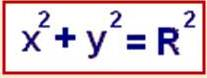 x² + y² = R²